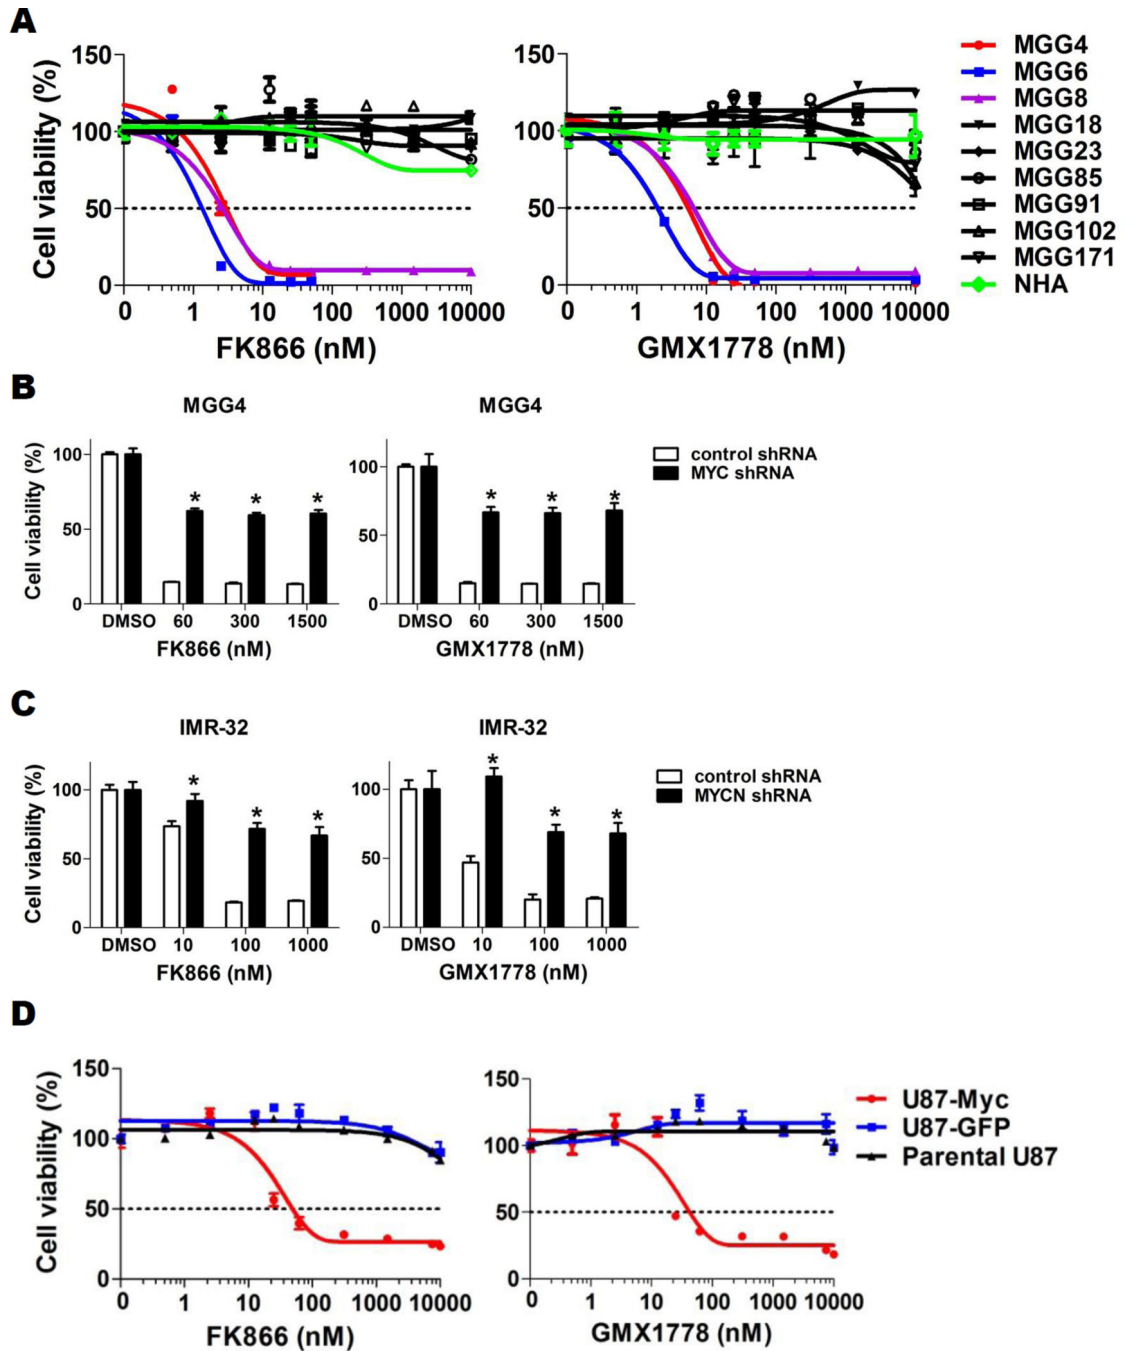 A
Cell viability (%)
150
100
50
0
0 1 10 100 1000 10000
FK866 (nM)
150
100
50
0
0 1 10 100 1000 10000
GMX1778 (nM)
MGG4
MGG6
MGG8
MGG18
MGG23
MGG85
MGG91
MGG102
MGG171
NHA
B
MGG4
Cell viability (%)
100
50
0
* * *
DMSO 60 300 1500
FK866 (nM)
MGG4
100
50
0
* * *
DMSO 60 300 1500
GMX1778 (nM)
control shRNA
MYC shRNA
C
IMR-32
Cell viability (%)
100
50
0
* * *
DMSO 10 100 1000
FK866 (nM)
IMR-32
100
50
0
* * *
DMSO 10 100 1000
GMX1778 (nM)
control shRNA
MYCN shRNA
D
Cell viability (%)
150
100
50
0
0 1 10 100 1000 10000
FK866 (nM)
150
100
50
0
0 1 10 100 1000 10000
GMX1778 (nM)
U87-Myc
U87-GFP
Parental U87